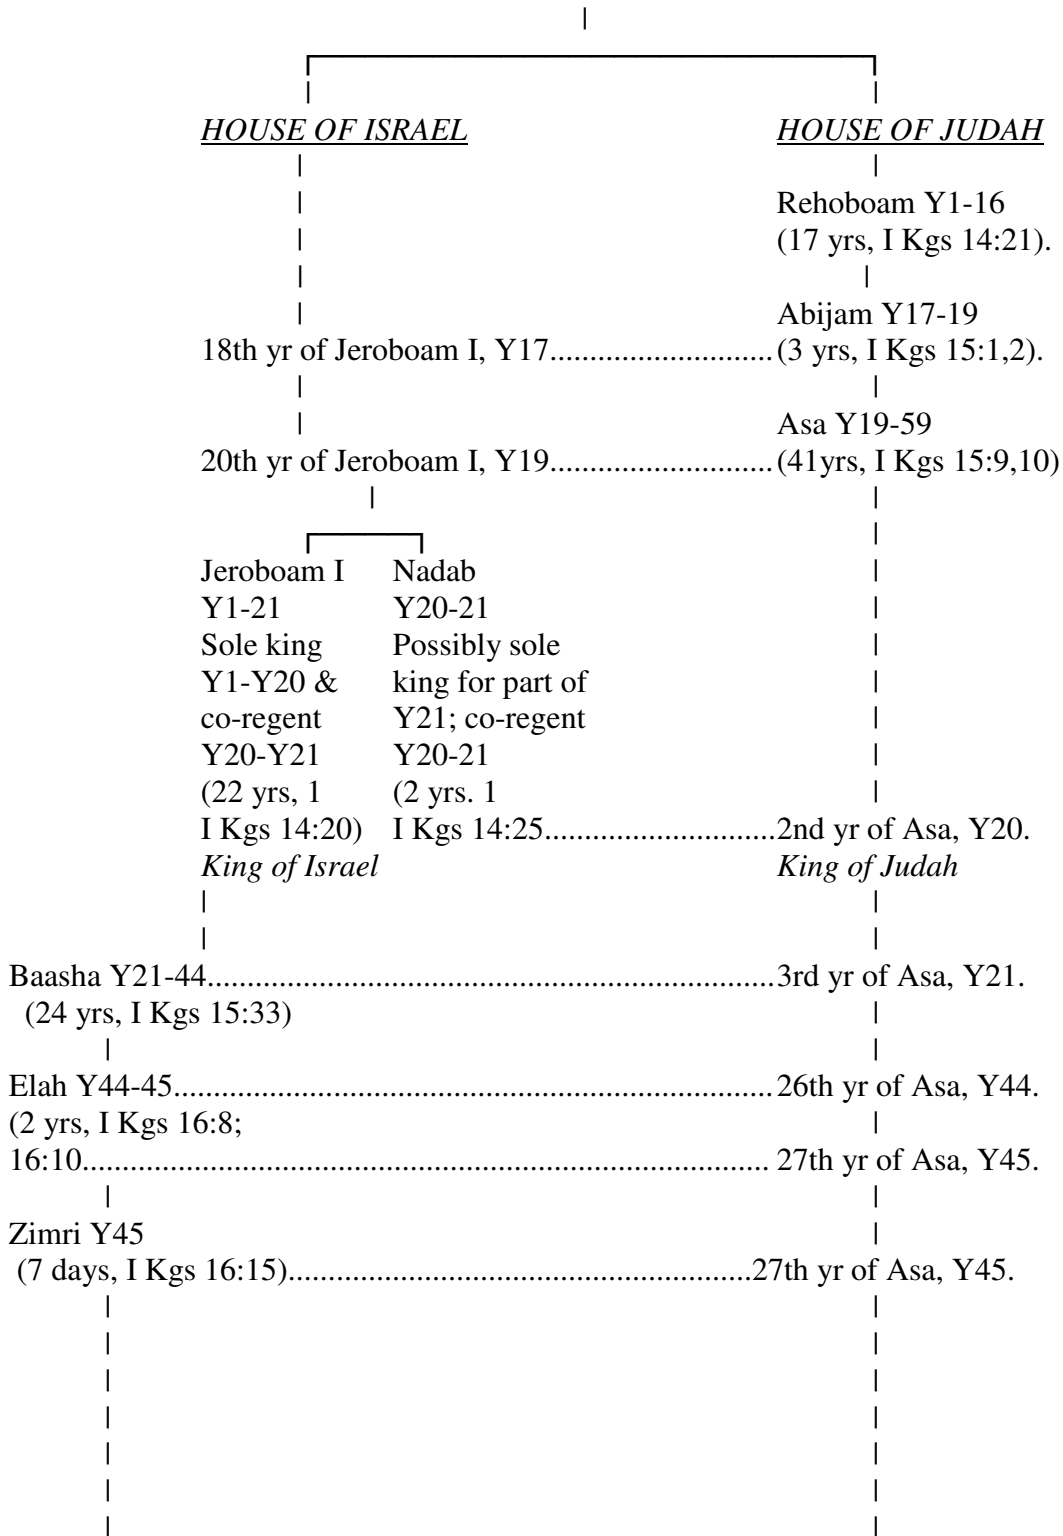 HOUSE OF ISRAEL HOUSE OF JUDAH
Rehoboam Y1-16
(17 yrs, I Kgs 14:21).
Abijam Y17-19
18th yr of Jeroboam I, Y17............................(3 yrs, I Kgs 15:1,2).
Asa Y19-59
20th yr of Jeroboam I, Y19............................(41yrs, I Kgs 15:9,10)
Jeroboam I Nadab
Y1-21 Y20-21
Sole king Possibly sole
Y1-Y20 & king for part of
co-regent Y21; co-regent
Y20-Y21 Y20-21
(22 yrs, 1 (2 yrs. 1
I Kgs 14:20) I Kgs 14:25.............................2nd yr of Asa, Y20.
King of Israel King of Judah
Baasha Y21-44.......................................................................3rd yr of Asa, Y21.
(24 yrs, I Kgs 15:33)
Elah Y44-45...........................................................................26th yr of Asa, Y44.
(2 yrs, I Kgs 16:8;
16:10...................................................................................... 27th yr of Asa, Y45.
Zimri Y45
(7 days, I Kgs 16:15)..........................................................27th yr of Asa, Y45.